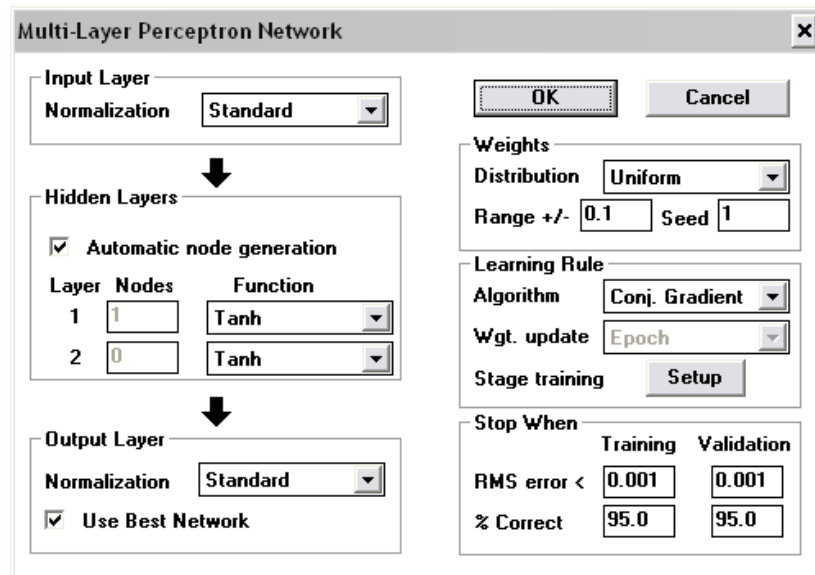 Multi-Layer Perceptron Network
Input Layer
Normalization Standard
Hidden Layers
Automatic node generation
Layer Nodes Function
1 1 Tanh
2 0 Tanh
Output Layer
Normalization Standard
Use Best Network
OK Cancel
Weights
Distribution Uniform
Range +/- 0.1 Seed 1
Learning Rule
Algorithm Conj. Gradient
Wgt. update Epoch
Stage training Setup
Stop When
Training Validation
RMS error < 0.001 0.001
% Correct 95.0 95.0